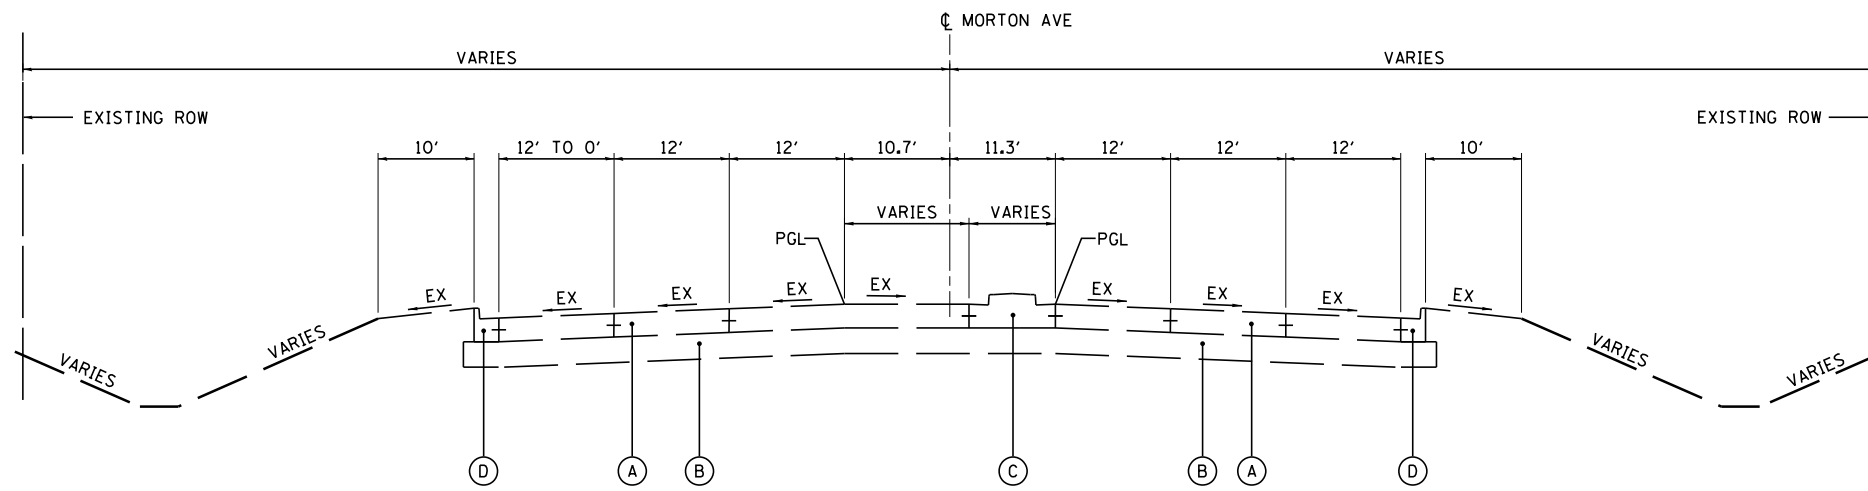 ℄ MORTON AVE
VARIES VARIES
EXISTING ROW EXISTING ROW
10' 12' TO 0' 12' 12' 10.7' 11.3' 12' 12' 12' 10'
VARIES VARIES
PGL PGL
EX EX EX EX EX EX EX EX EX
VARIES VARIES VARIES VARIES
D A B C B A D